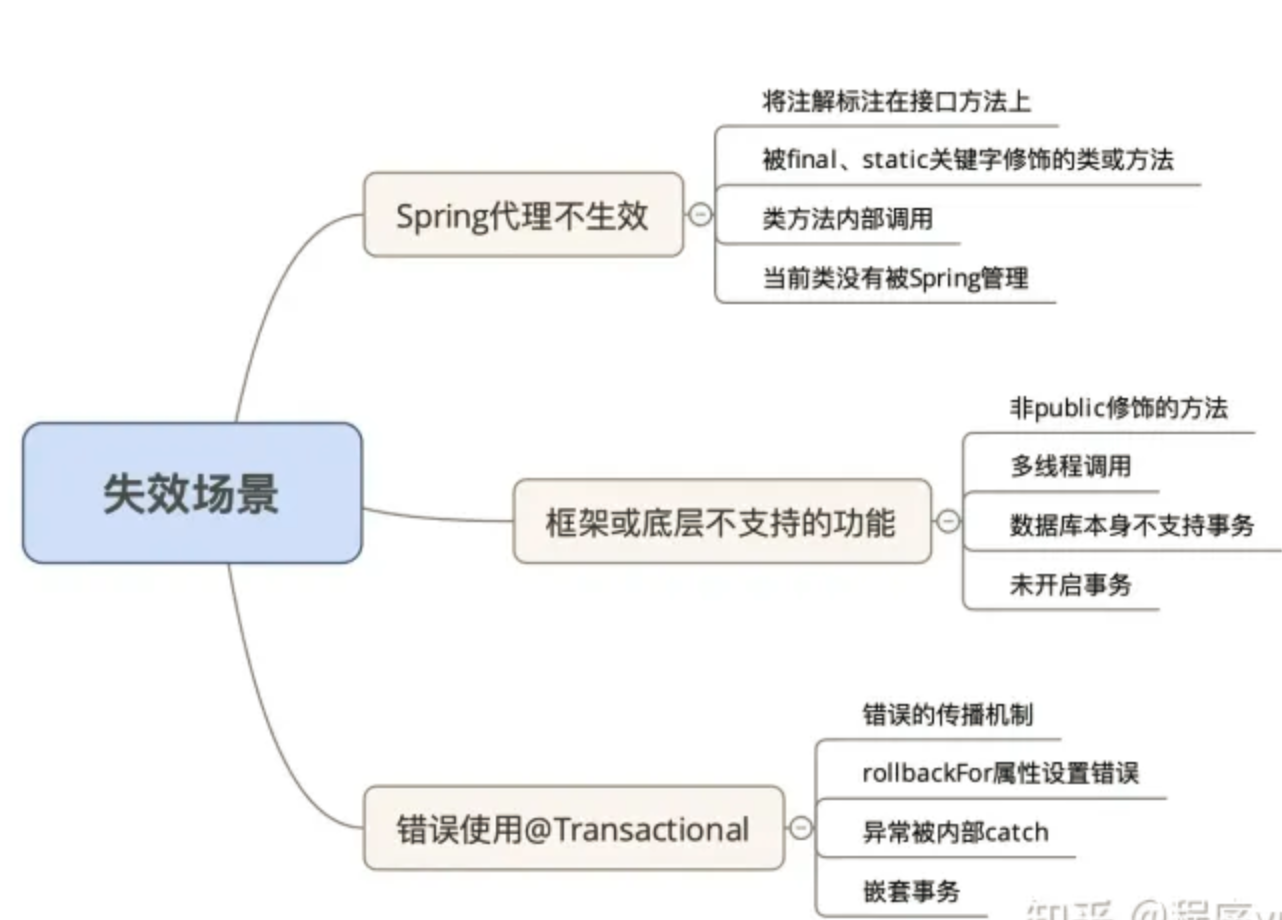 将注解标注在接口方法上
被final、static关键字修饰的类或方法
Spring代理不生效
类方法内部调用
当前类没有被Spring管理
非public修饰的方法
多线程调用
失效场景
框架或底层不支持的功能
数据库本身不支持事务
未开启事务
错误的传播机制
rollbackFor属性设置错误
错误使用@Transactional
异常被内部catch
嵌套事务
知乎 @程序